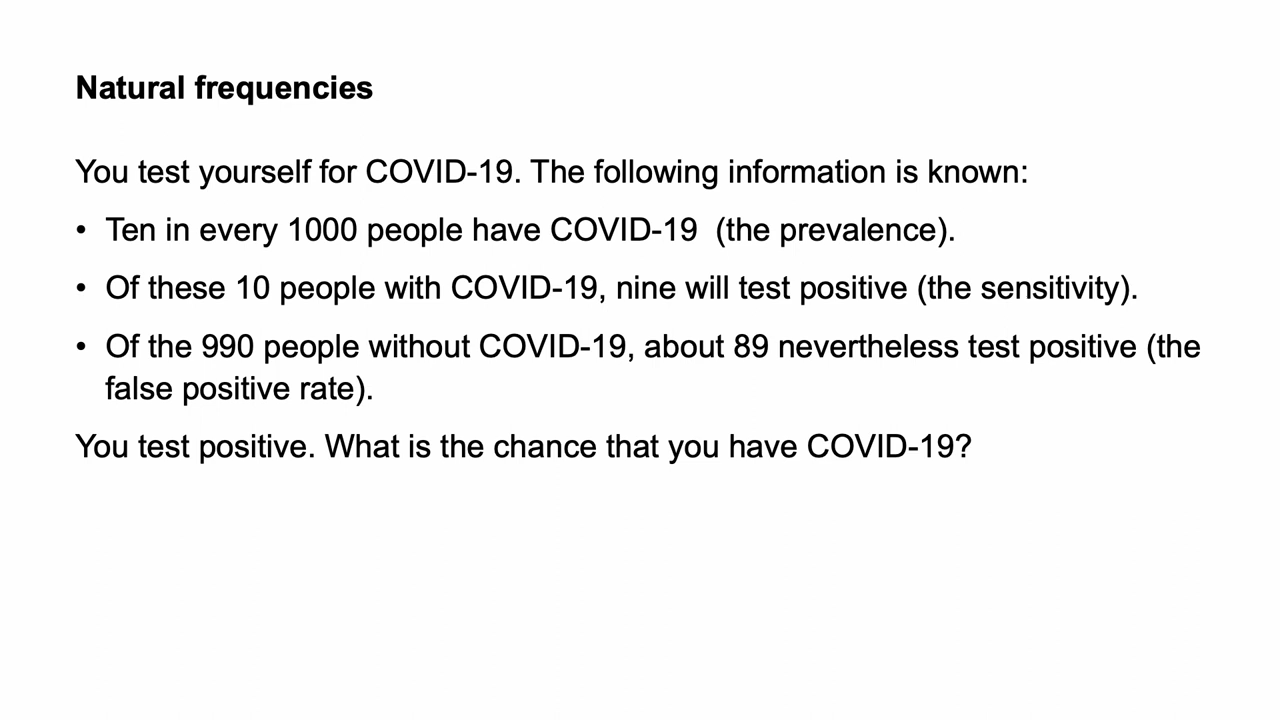 Natural frequencies
You test yourself for COVID-19. The following information is known:
• Ten in every 1000 people have COVID-19  (the prevalence).
• Of these 10 people with COVID-19, nine will test positive (the sensitivity).
• Of the 990 people without COVID-19, about 89 nevertheless test positive (the
false positive rate).
You test positive. What is the chance that you have COVID-19?